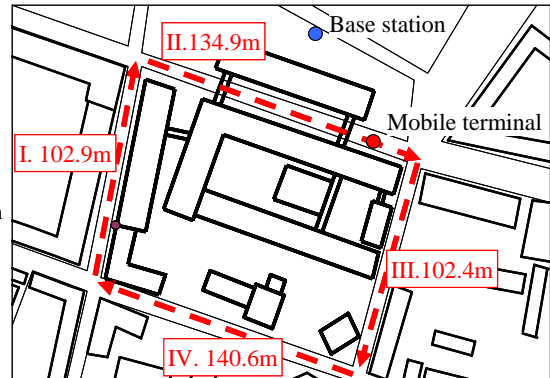 Base station
II.134.9m
Mobile terminal
I. 102.9m
III.102.4m
IV. 140.6m